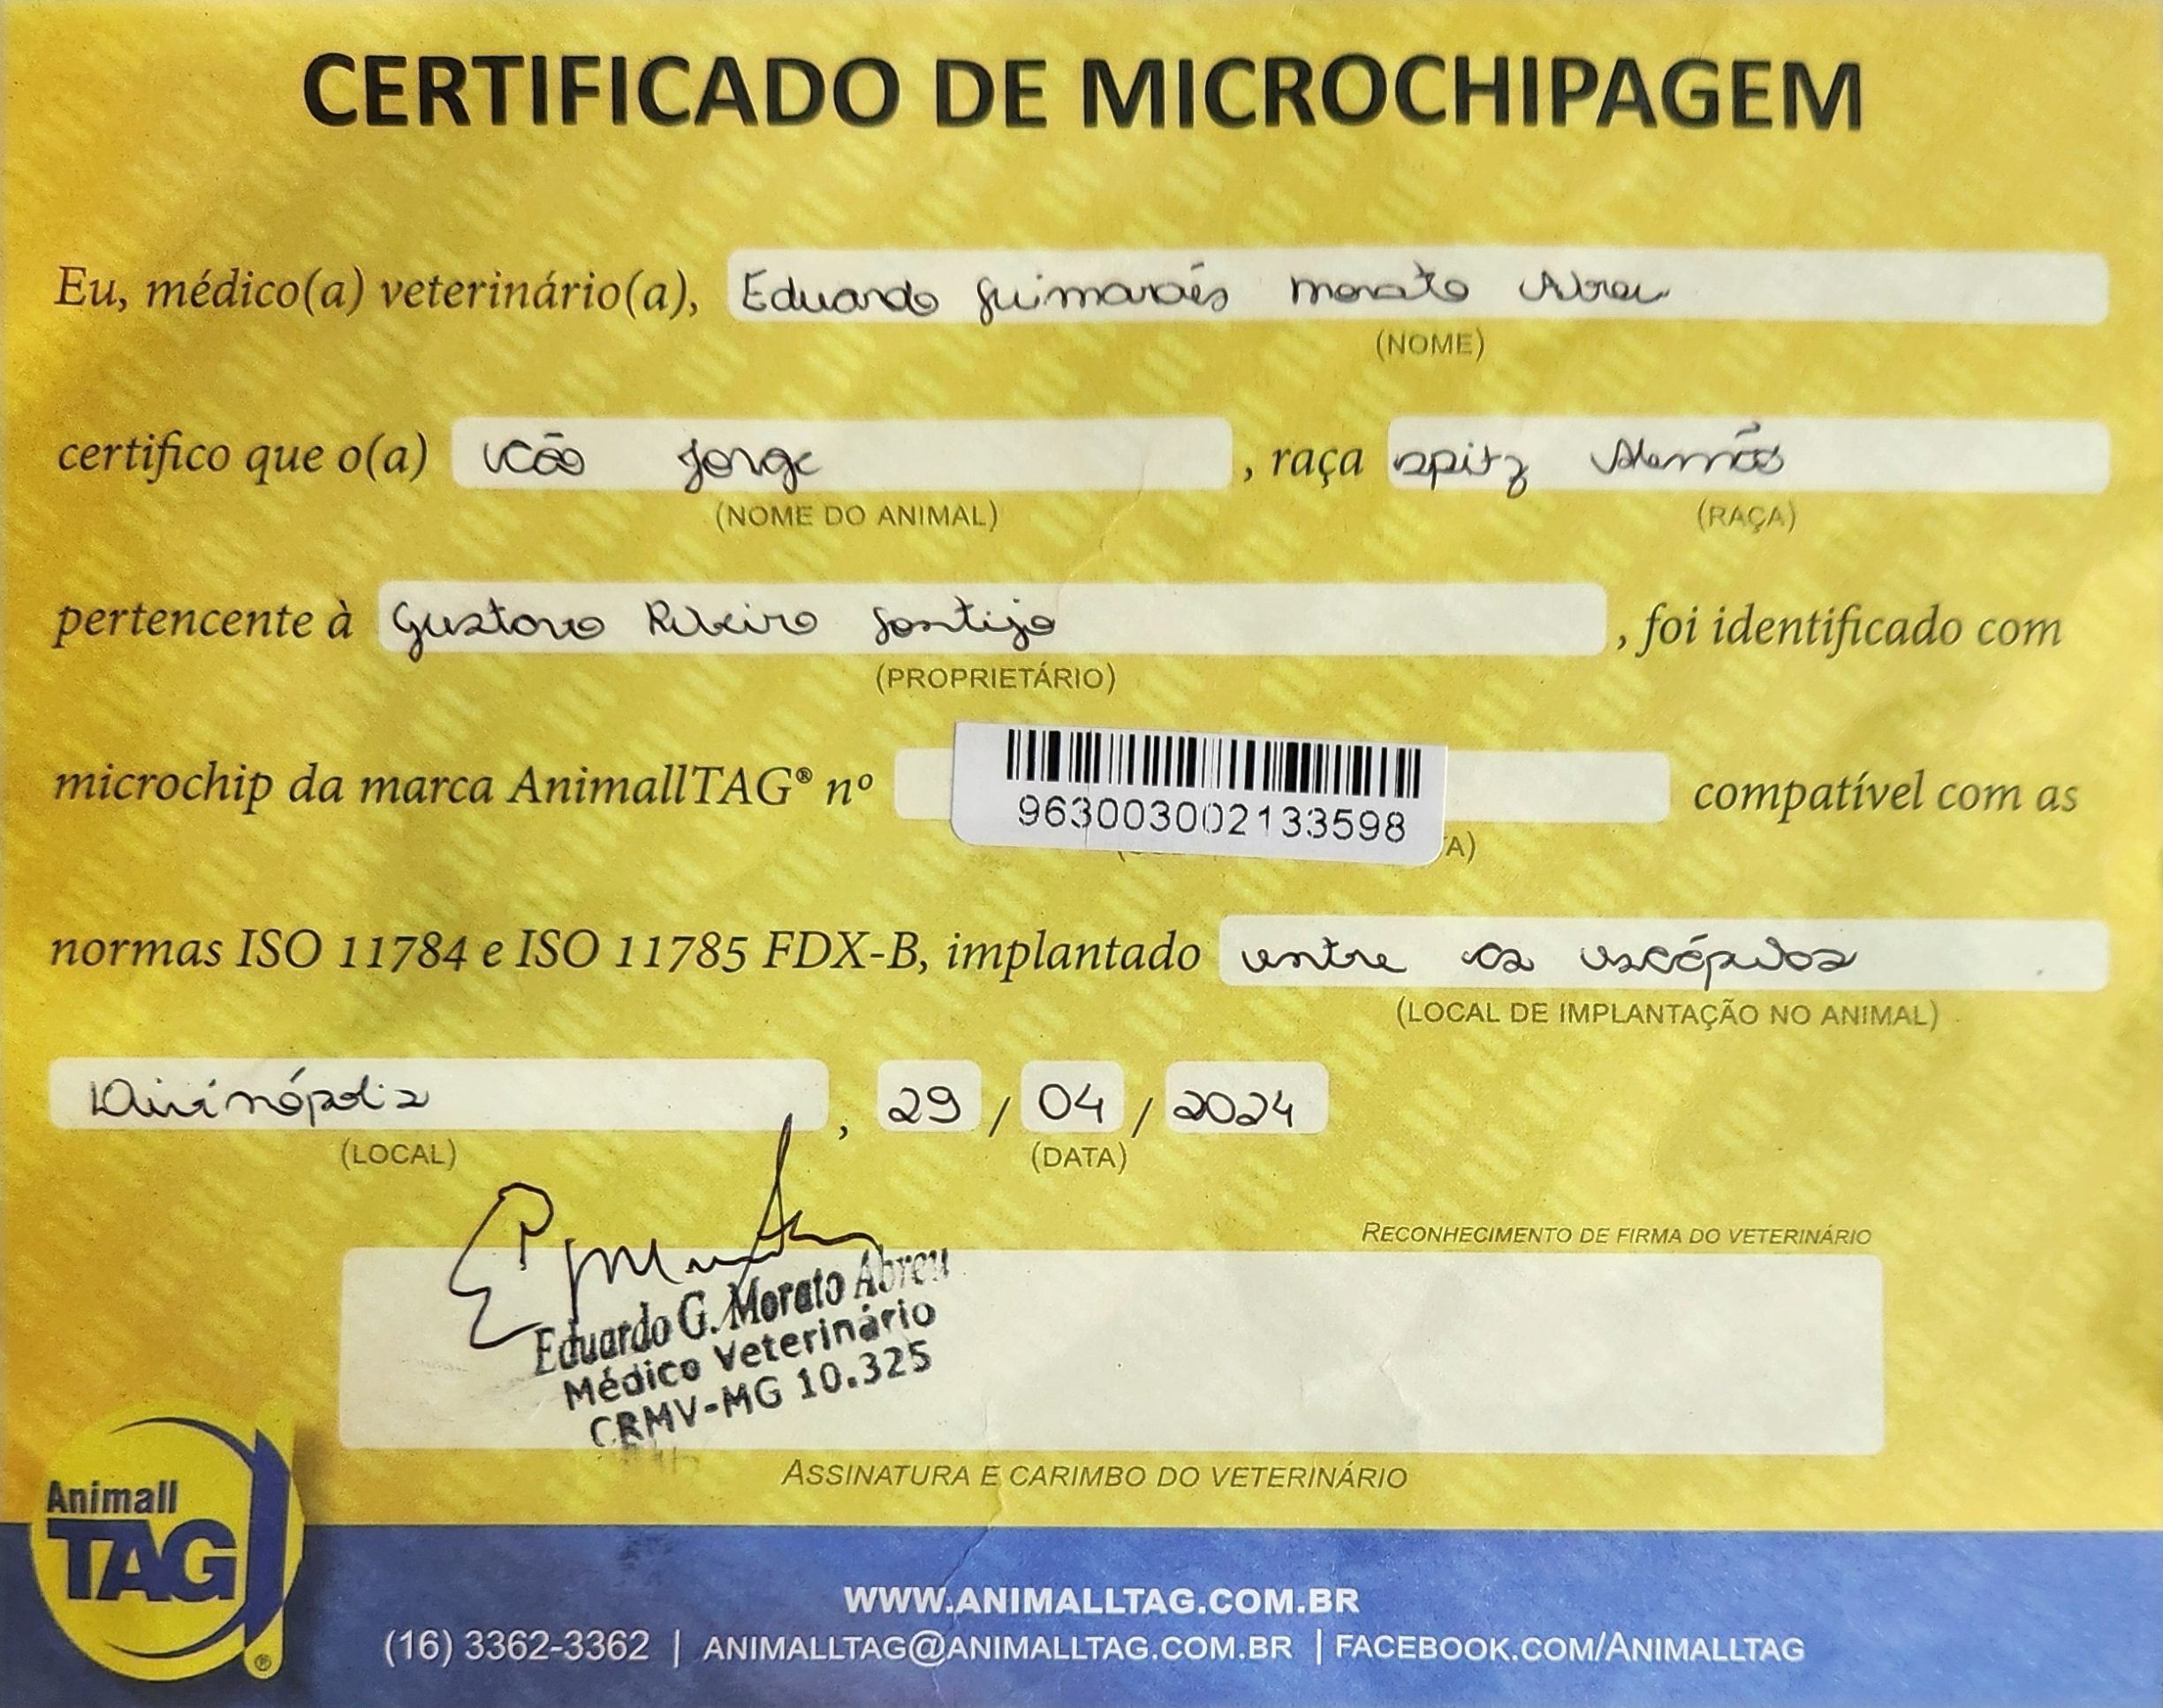 CERTIFICADO DE MICROCHIPAGEM
Eu, médico(a) veterinário(a), Eduardo Guimarães Morato Abreu
(NOME)
certifico que o(a) Cão Jorge, raça Spitz Alemão
(NOME DO ANIMAL) (RAÇA)
pertencente à Gustavo Ribeiro, foi identificado com
(PROPRIETÁRIO)
microchip da marca AnimallTAG® nº 963003002133598 compatível com as
A)
normas ISO 11784 e ISO 11785 FDX-B, implantado entre as escápulas
(LOCAL DE IMPLANTAÇÃO NO ANIMAL)
Divinópolis, 29 / 04 / 2024
(LOCAL) (DATA)
RECONHECIMENTO DE FIRMA DO VETERINÁRIO
Eduardo G. Morato Abreu
Médico Veterinário
CRMV-MG 10.325
ASSINATURA E CARIMBO DO VETERINÁRIO
Animall
TAG
®
WWW.ANIMALLTAG.COM.BR
(16) 3362-3362 | ANIMALLTAG@ANIMALLTAG.COM.BR | FACEBOOK.COM/ANIMALLTAG